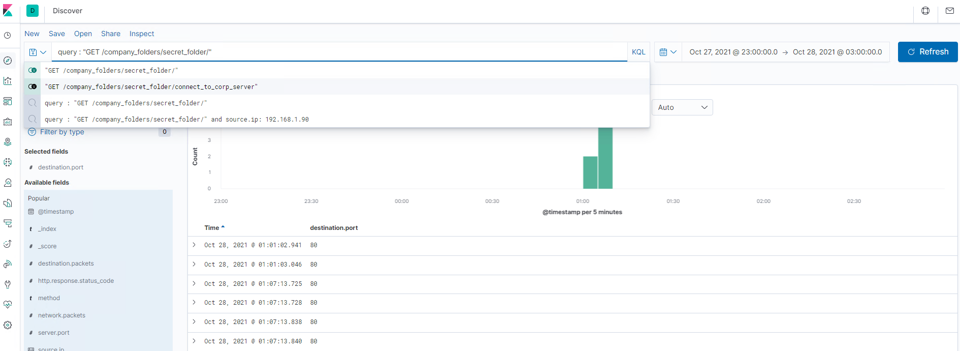 D Discover
New Save Open Share Inspect
query : "GET /company_folders/secret_folder/" KQL Oct 27, 2021 @ 23:00:00.0 → Oct 28, 2021 @ 03:00:00.0 Refresh
"GET /company_folders/secret_folder/"
"GET /company_folders/secret_folder/connect_to_corp_server"
query : "GET /company_folders/secret_folder/"
query : "GET /company_folders/secret_folder/" and source.ip: 192.168.1.90
Auto
Filter by type 0
Selected fields
# destination.port
Available fields
Popular
@timestamp
t _index
# _score
# destination.packets
# http.response.status_code
t method
# network.packets
# server.port
source.ip
Count
3
2
1
0
23:00 23:30 00:00 00:30 01:00 01:30 02:00 02:30
@timestamp per 5 minutes
Time destination.port
Oct 28, 2021 @ 01:01:02.941 80
Oct 28, 2021 @ 01:01:03.046 80
Oct 28, 2021 @ 01:07:13.725 80
Oct 28, 2021 @ 01:07:13.728 80
Oct 28, 2021 @ 01:07:13.838 80
Oct 28, 2021 @ 01:07:13.840 80